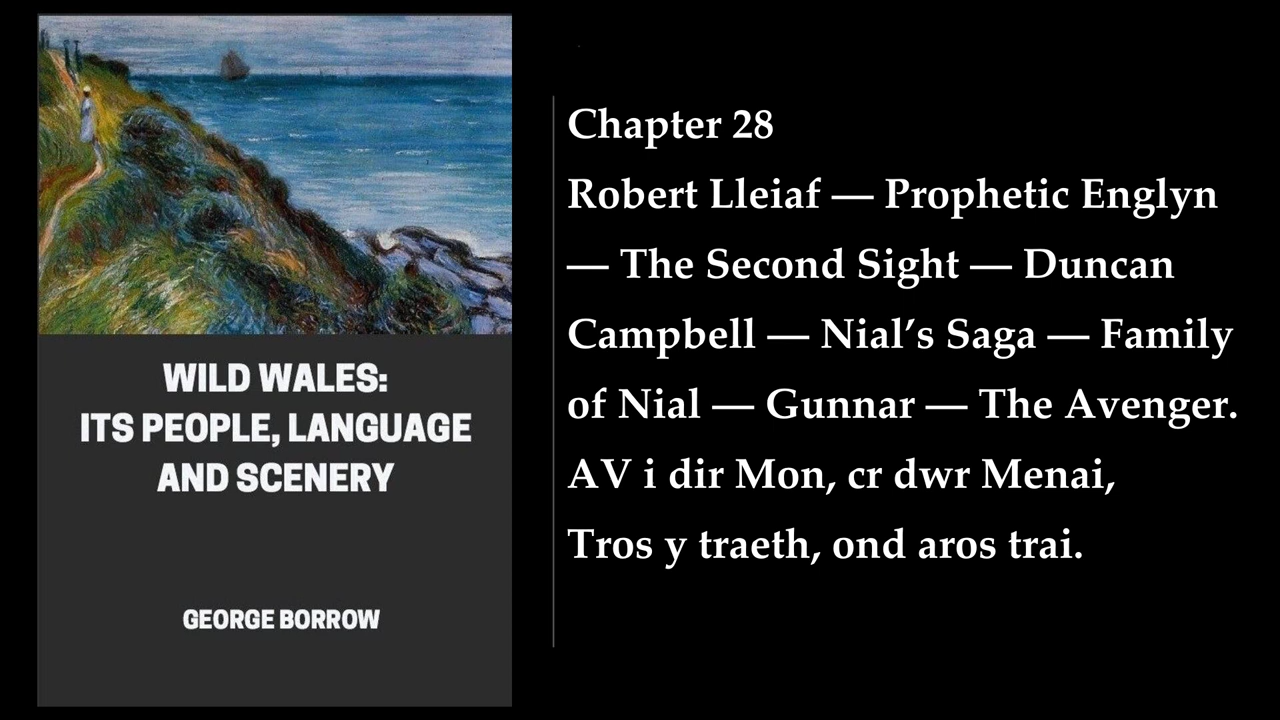 WILD WALES:
ITS PEOPLE, LANGUAGE
AND SCENERY
GEORGE BORROW
Chapter 28
Robert Lleiaf — Prophetic Englyn
— The Second Sight — Duncan
Campbell — Nial’s Saga — Family
of Nial — Gunnar — The Avenger.
AV i dir Mon, cr dwr Menai,
Tros y traeth, ond aros trai.